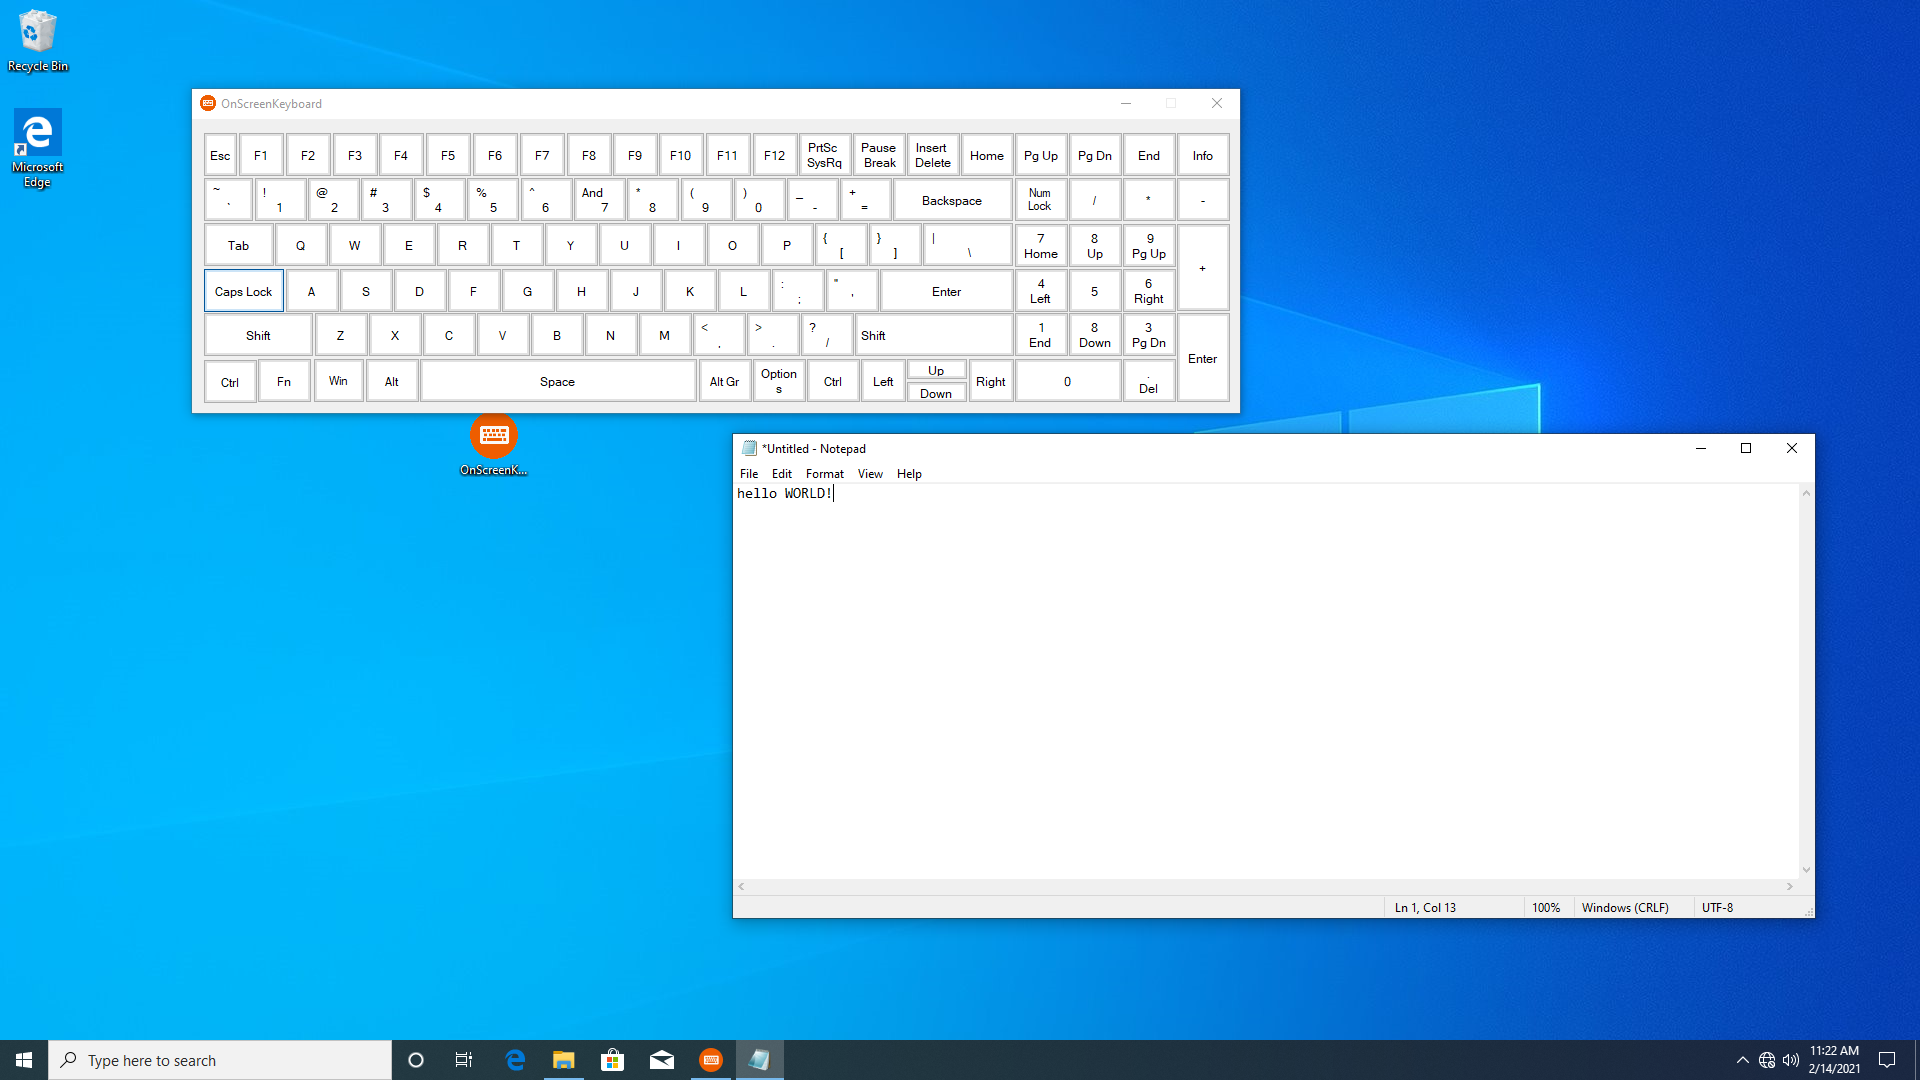 Recycle Bin
Microsoft
Edge
OnScreenKeyboard
Esc F1 F2 F3 F4 F5 F6 F7 F8 F9 F10 F11 F12 PrtSc SysRq Pause Break Insert Delete Home Pg Up Pg Dn End Info
~ ` ! 1 @ 2 # 3 $ 4 % 5 ^ 6 And 7 * 8 ( 9 ) 0 _ - + = Backspace Num Lock / * -
Tab Q W E R T Y U I O P { [ } ] | \ 7 Home 8 Up 9 Pg Up +
Caps Lock A S D F G H J K L : ; " ' Enter 4 Left 5 6 Right
Shift Z X C V B N M < , > . ? / Shift 1 End 8 Down 3 Pg Dn Enter
Ctrl Fn Win Alt Space Alt Gr Option s Ctrl Left Up Down Right 0 . Del
OnScreenK...
*Untitled - Notepad
File Edit Format View Help
hello WORLD!
Ln 1, Col 13 100% Windows (CRLF) UTF-8
Type here to search
11:22 AM
2/14/2021